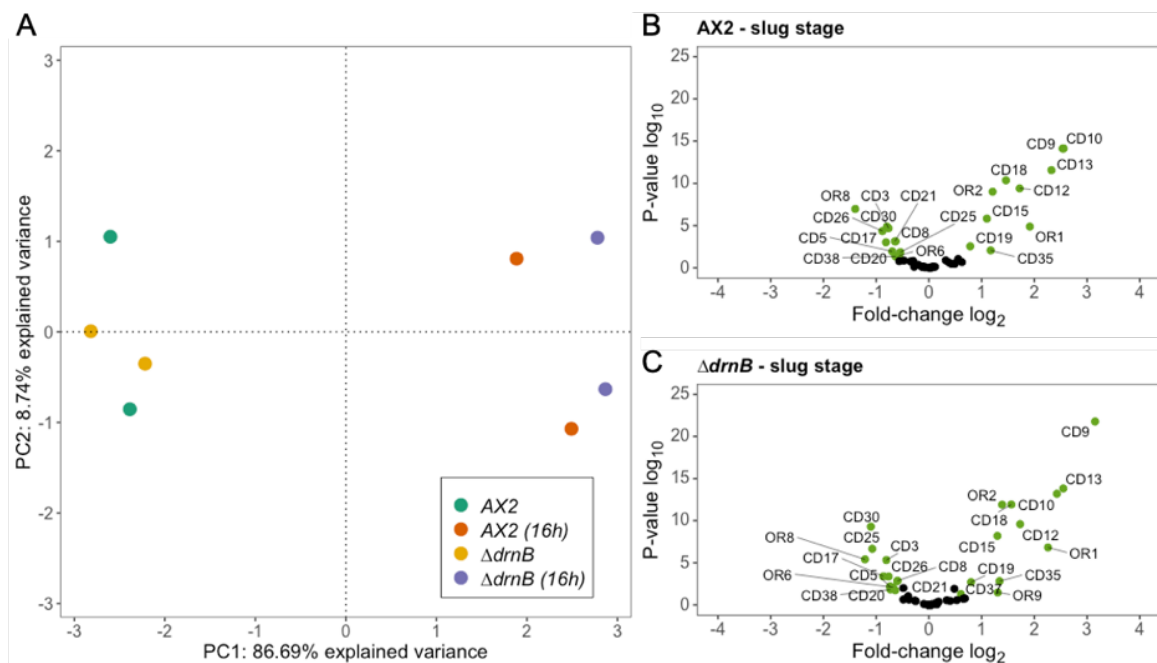 A
3
2
1
0
-1
-2
-3
-3 -2 -1 0 1 2 3
PC2: 8.74% explained variance
PC1: 86.69% explained variance
AX2
AX2 (16h)
ΔdrnB
ΔdrnB (16h)
B AX2 - slug stage
25
20
15
10
5
0
P-value log10
CD9 CD10
CD18 CD13
OR8 CD3 CD21 OR2 CD12
CD26 CD30 CD25 CD15
CD5 CD17 CD8 CD19 OR1
CD38 CD20 OR6 CD35
-4 -3 -2 -1 0 1 2 3 4
Fold-change log2
C ΔdrnB - slug stage
25
20
15
10
5
0
P-value log10
CD9
CD13
OR2 CD10
CD30 CD18
OR8 CD25 CD12
CD17 CD3 CD15 OR1
OR6 CD5 CD26 CD8 CD19 CD35
CD38 CD20 CD21 CD37 OR9
-4 -3 -2 -1 0 1 2 3 4
Fold-change log2